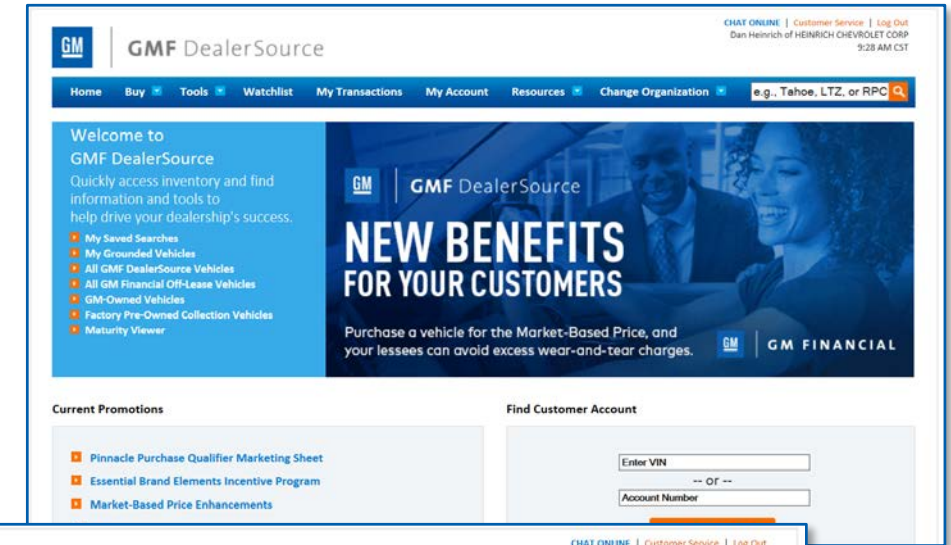 CHAT ONLINE | Customer Service | Log Out
Dan Heinrich of HEINRICH CHEVROLET CORP
9:28 AM CST
GM GMF DealerSource
Home Buy Tools Watchlist My Transactions My Account Resources Change Organization e.g., Tahoe, LTZ, or RPC
Welcome to
GMF DealerSource
Quickly access inventory and find
information and tools to
help drive your dealership's success.
My Saved Searches
My Grounded Vehicles
All GMF DealerSource Vehicles
All GM Financial Off-Lease Vehicles
GM-Owned Vehicles
Factory Pre-Owned Collection Vehicles
Maturity Viewer
GM GMF DealerSource
NEW BENEFITS
FOR YOUR CUSTOMERS
Purchase a vehicle for the Market-Based Price, and
your lessees can avoid excess wear-and-tear charges.
GM GM FINANCIAL
Current Promotions
Pinnacle Purchase Qualifier Marketing Sheet
Essential Brand Elements Incentive Program
Market-Based Price Enhancements
Find Customer Account
Enter VIN
-- or --
Account Number
CHAT ONLINE | Customer Service | Log Out